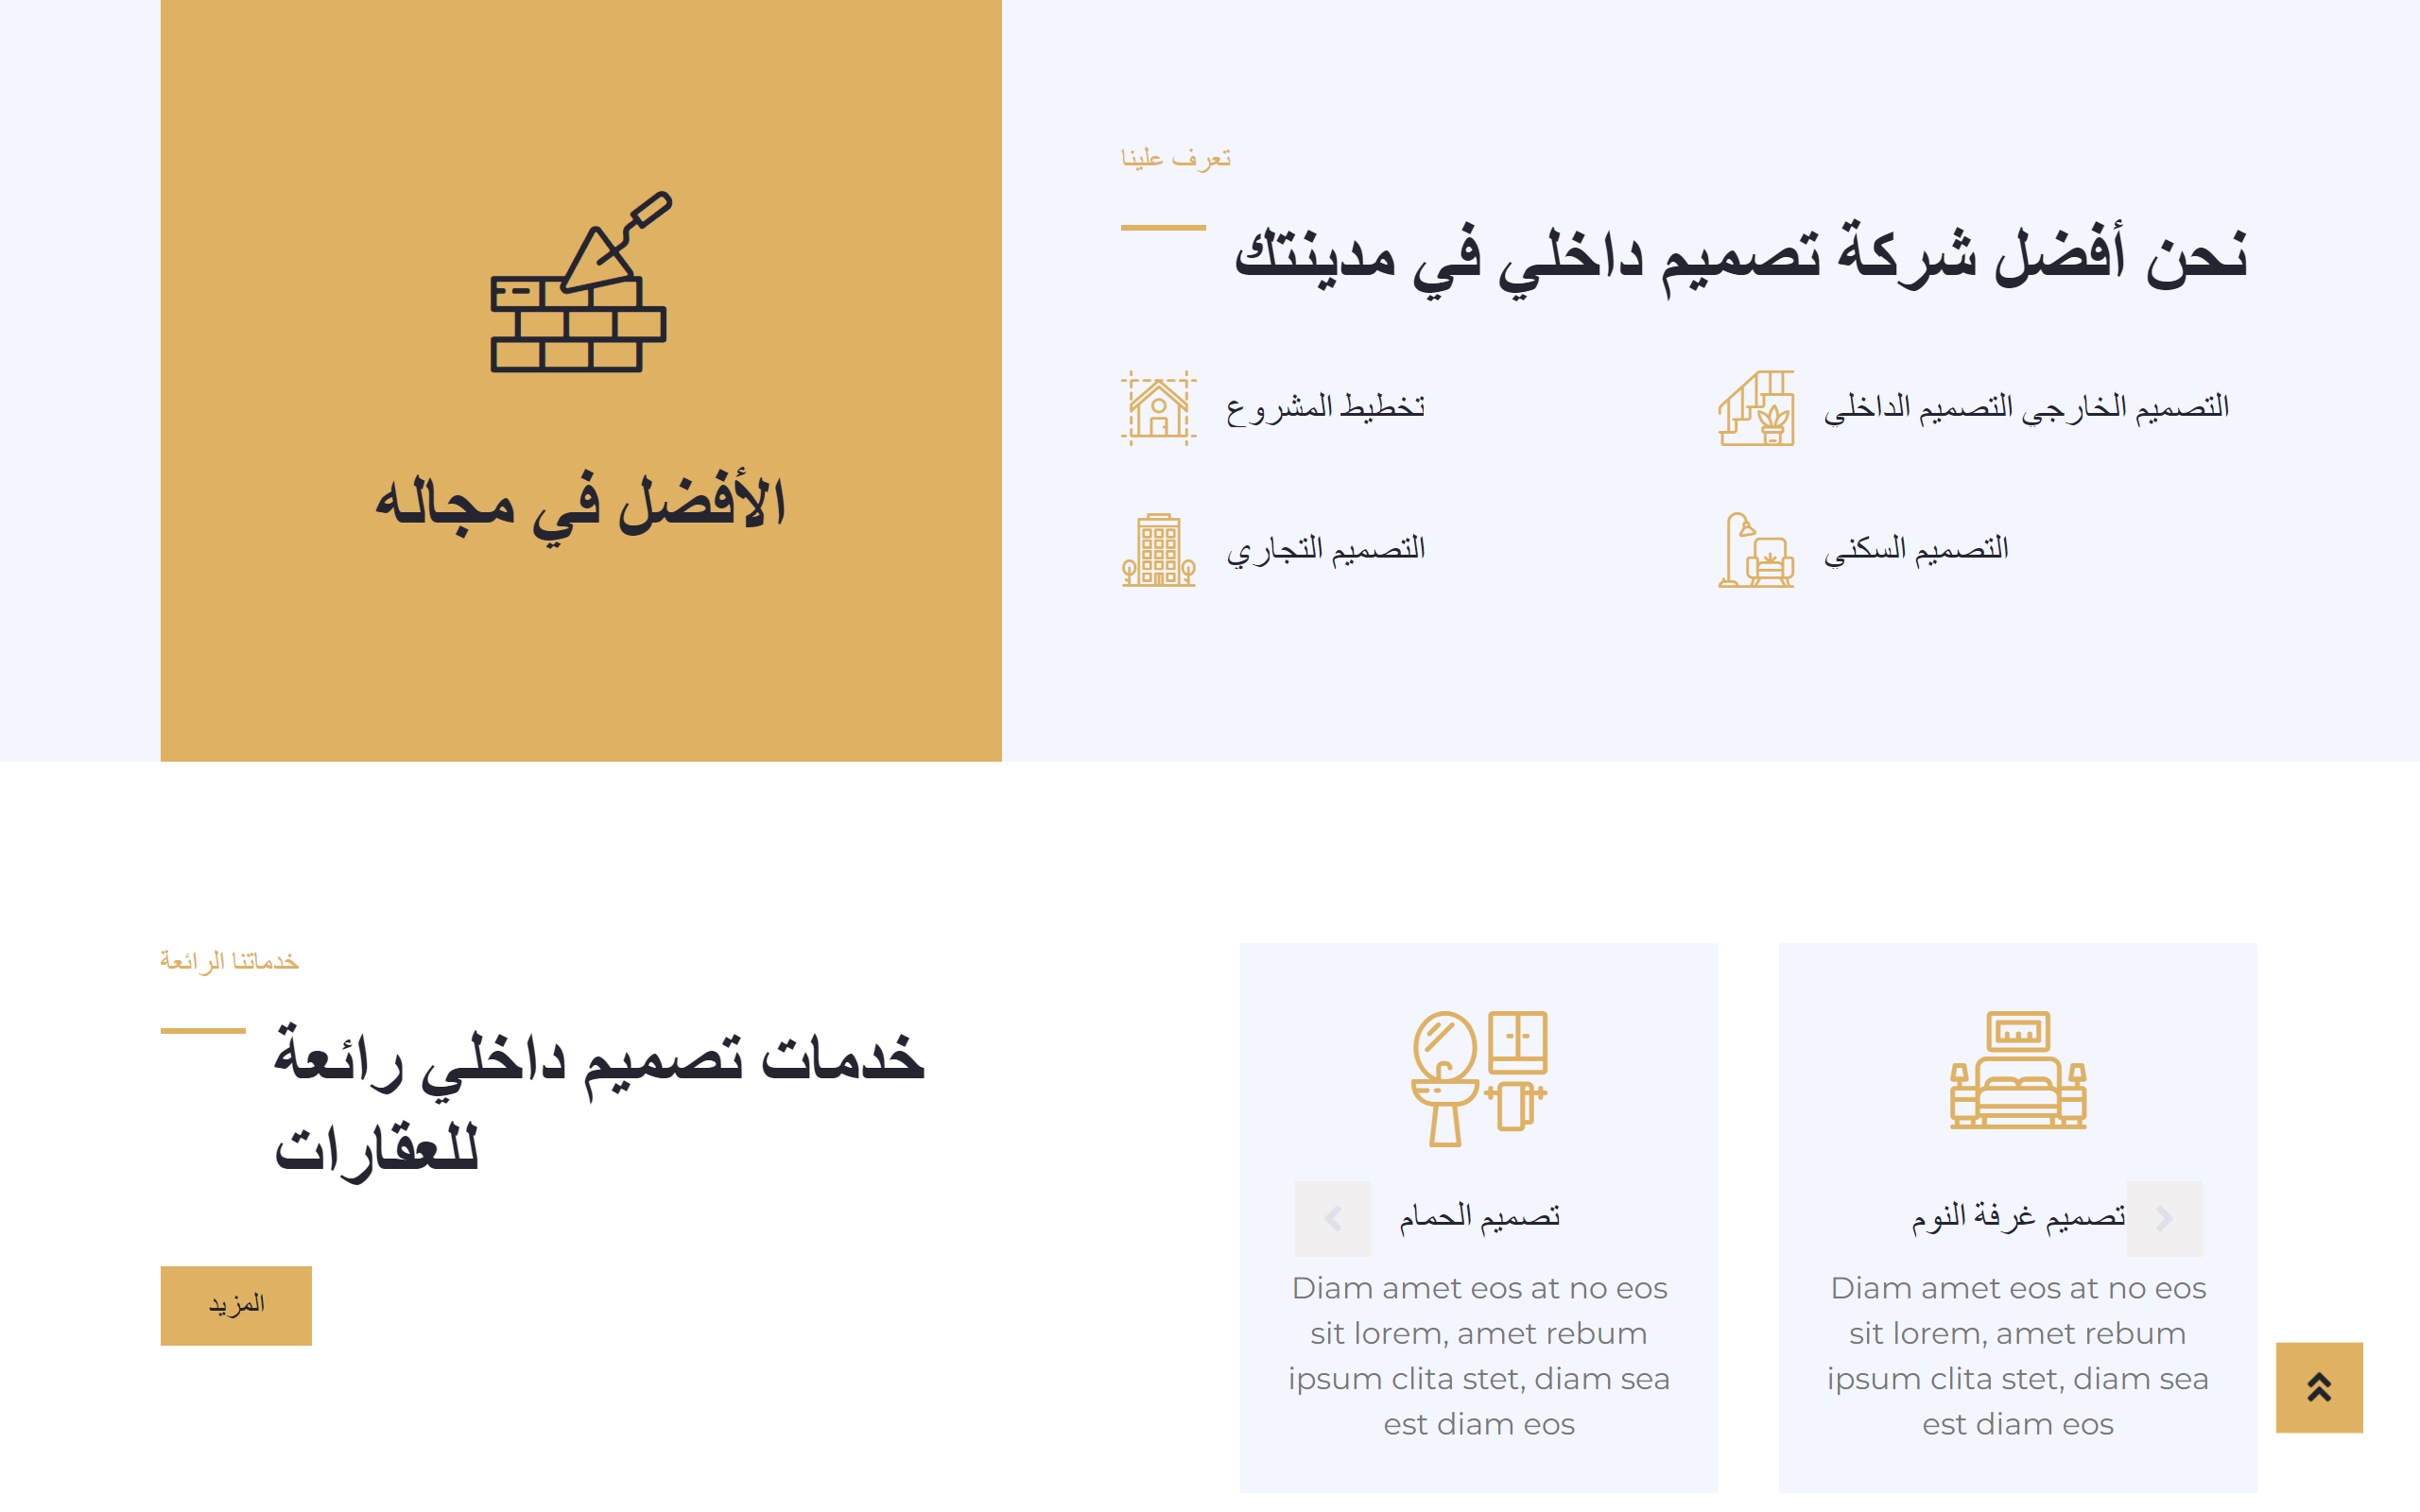 تعرف علينا
نحن أفضل شركة تصميم داخلي في مدينتك
الأفضل في مجاله
تخطيط المشروع
التصميم الخارجي التصميم الداخلي
التصميم التجاري
التصميم السكني
خدماتنا الرائعة
خدمات تصميم داخلي رائعة
للعقارات
المزيد
تصميم الحمام
Diam amet eos at no eos
sit lorem, amet rebum
ipsum clita stet, diam sea
est diam eos
تصميم غرفة النوم
Diam amet eos at no eos
sit lorem, amet rebum
ipsum clita stet, diam sea
est diam eos